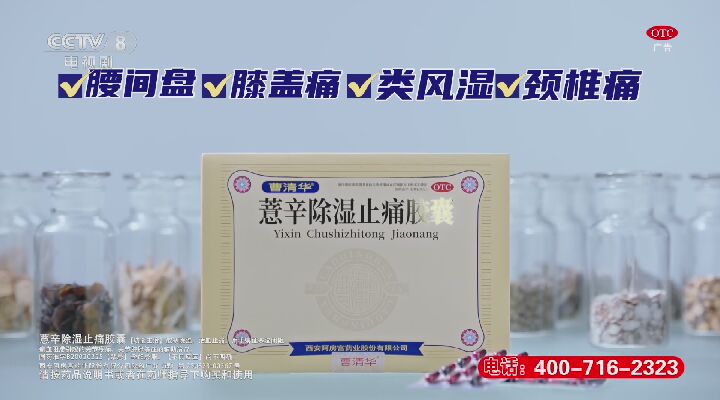 CCTV 8
电视剧
OTC
广告
腰间盘 膝盖痛 类风湿 颈椎痛
曹清华
OTC
薏辛除湿止痛胶囊
Yixin Chushizhitong Jiaonang
西安阿房宫药业股份有限公司
曹清华
薏辛除湿止痛胶囊
请按药品说明书或者在药师指导下购买和使用
电话: 400-716-2323